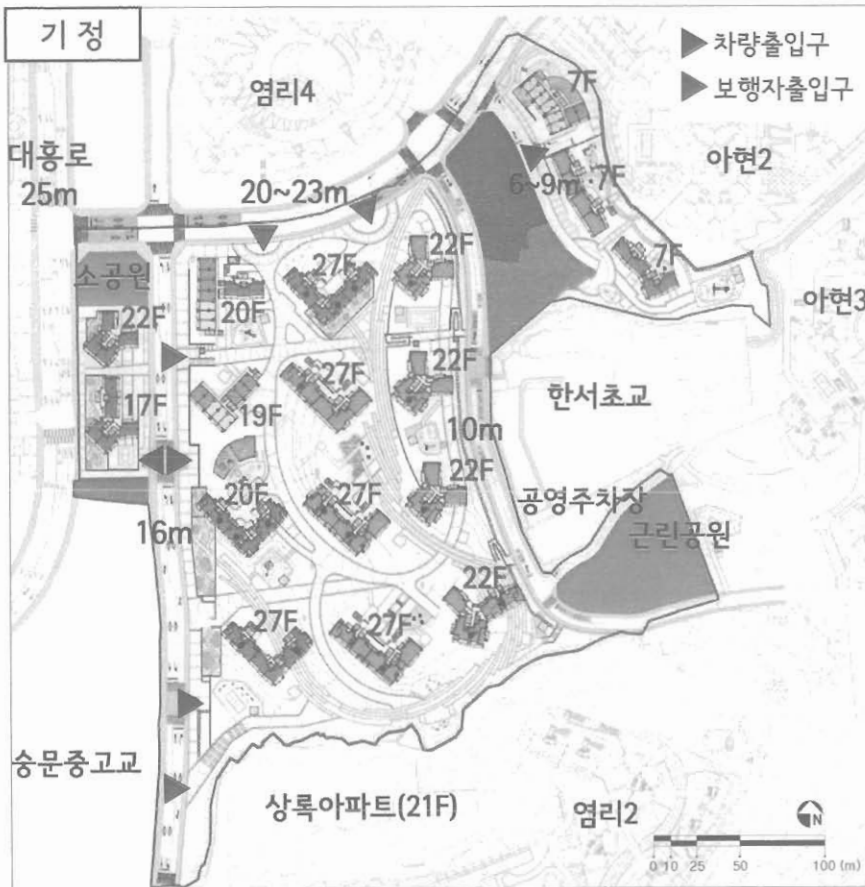 기 정
차량출입구
보행자출입구
염리4
7F
대흥로
25m
20~23m
6~9m
7F
아현2
22F
27F
7F
소공원
20F
아현3
22F
22F
27F
17F
19F
한서초교
10m
22F
20F
27F
공영주차장
근린공원
16m
22F
27F
27F
숭문중고교
상록아파트(21F)
염리2
N
0 10 25 50 100 (m)